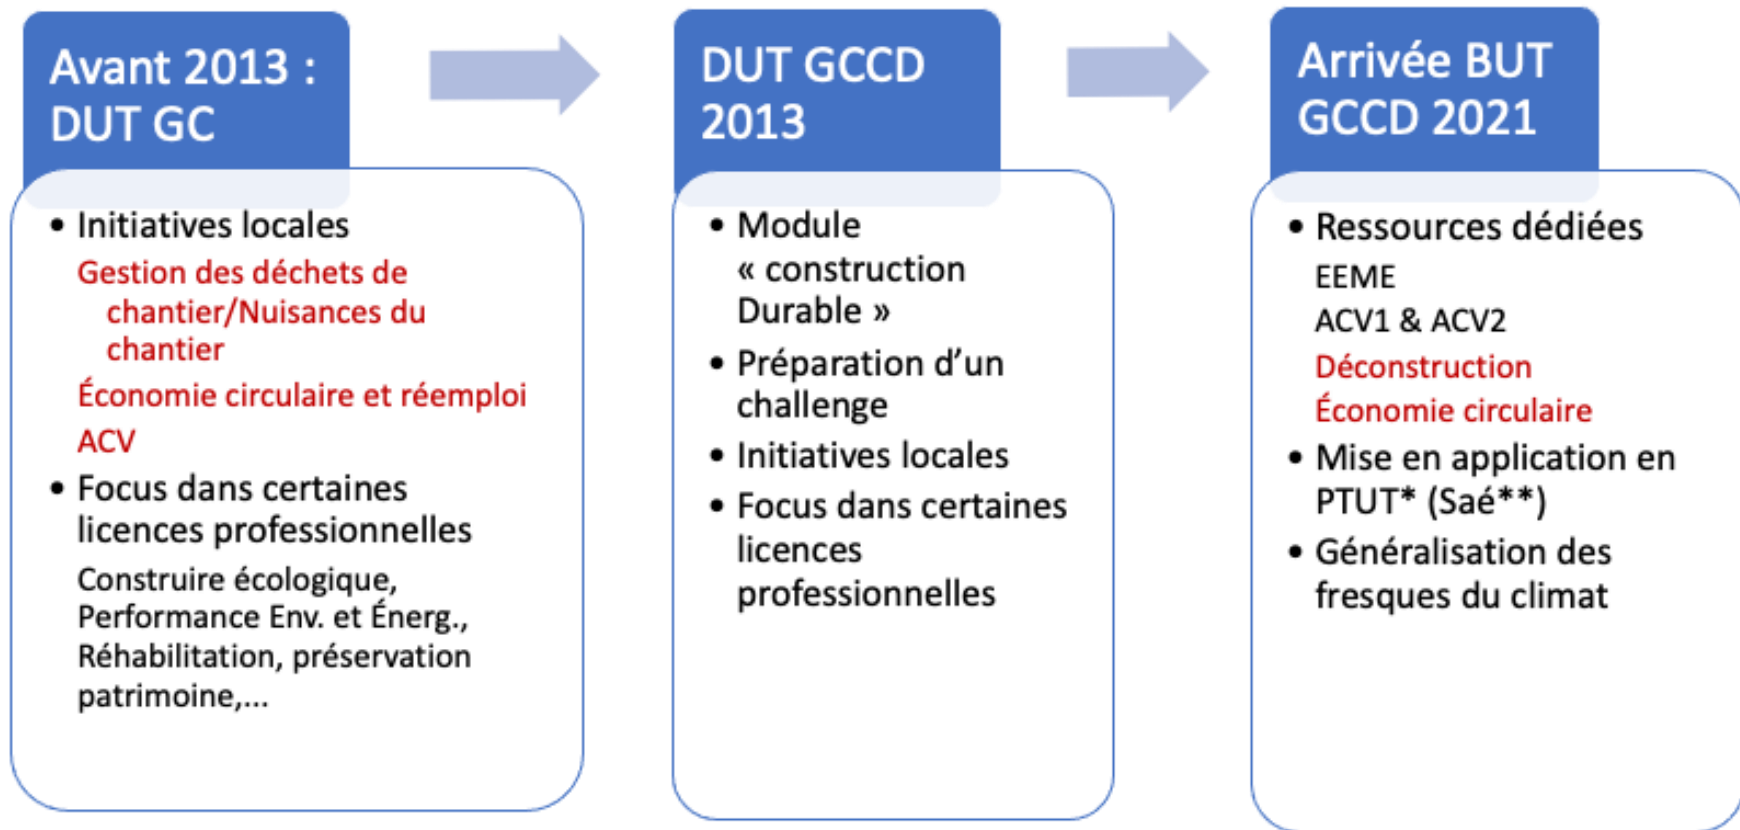 Avant 2013 :
DUT GC
• Initiatives locales
Gestion des déchets de
chantier/Nuisances du
chantier
Économie circulaire et réemploi
ACV
• Focus dans certaines
licences professionnelles
Construire écologique,
Performance Env. et Énerg.,
Réhabilitation, préservation
patrimoine,...
DUT GCCD
2013
• Module
« construction
Durable »
• Préparation d’un
challenge
• Initiatives locales
• Focus dans certaines
licences
professionnelles
Arrivée BUT
GCCD 2021
• Ressources dédiées
EEME
ACV1 & ACV2
Déconstruction
Économie circulaire
• Mise en application en
PTUT* (Saé**)
• Généralisation des
fresques du climat